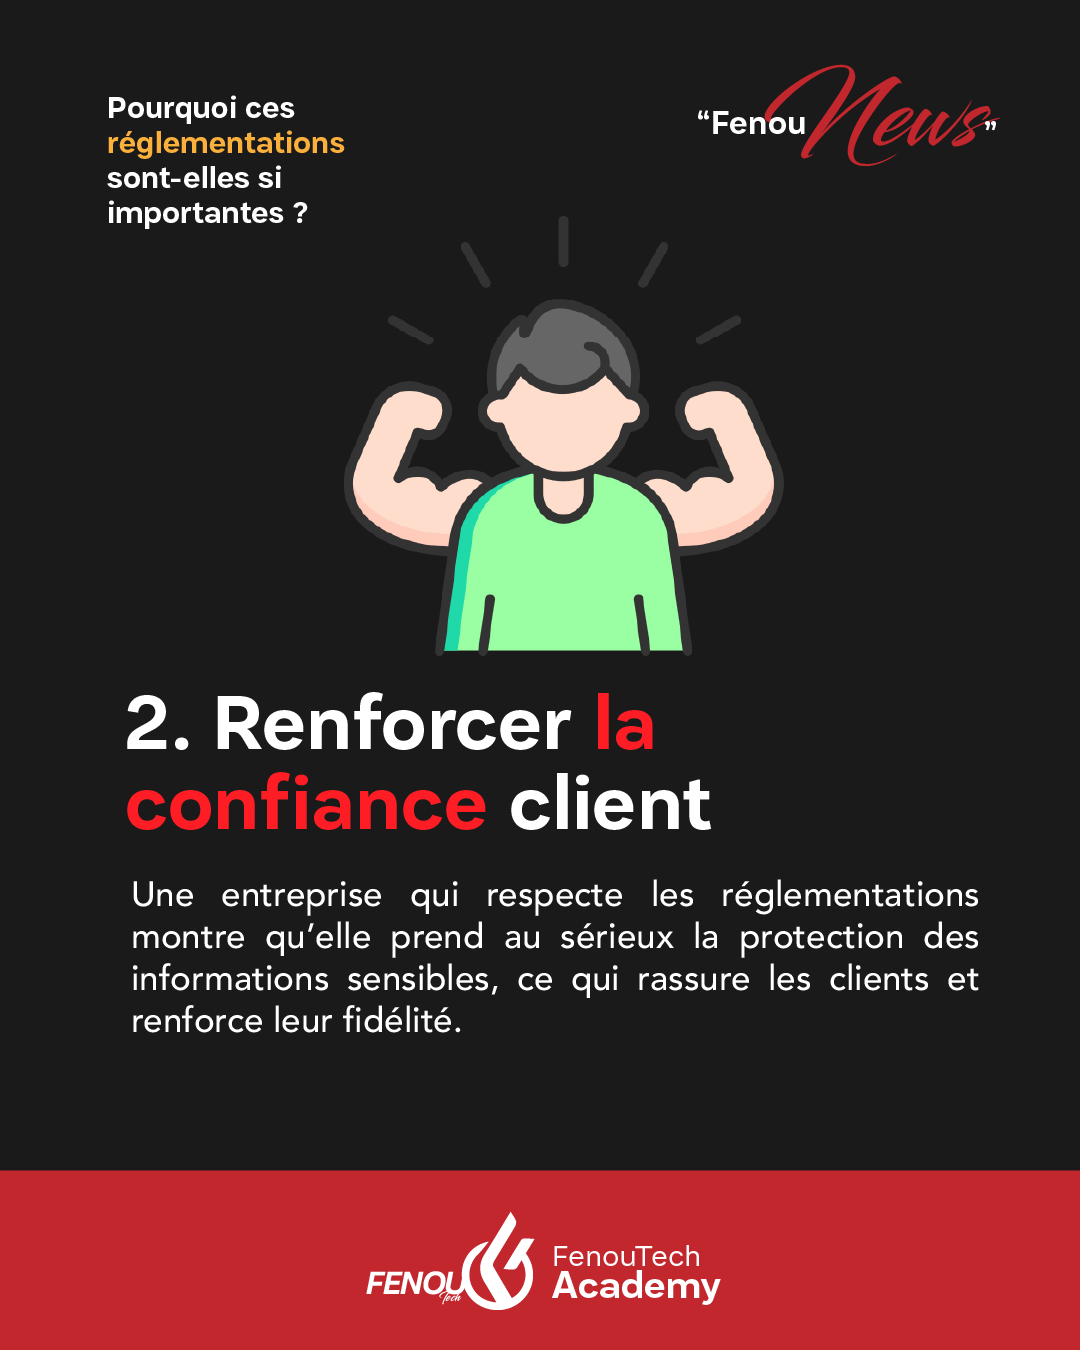 Pourquoi ces
réglementations
sont-elles si
importantes ?
“Fenou News”
2. Renforcer la
confiance client
Une entreprise qui respecte les réglementations
montre qu’elle prend au sérieux la protection des
informations sensibles, ce qui rassure les clients et
renforce leur fidélité.
FENOU
Tech
FenouTech
Academy